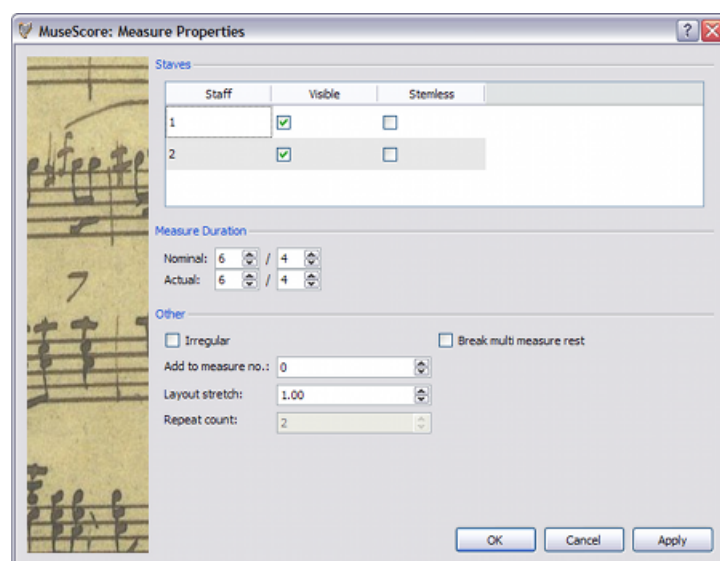 MuseScore: Measure Properties
Staves
Staff Visible Stemless
1
2
Measure Duration
Nominal: 6 / 4
Actual: 6 / 4
Other
Irregular Break multi measure rest
Add to measure no.: 0
Layout stretch: 1.00
Repeat count: 2
7
OK Cancel Apply